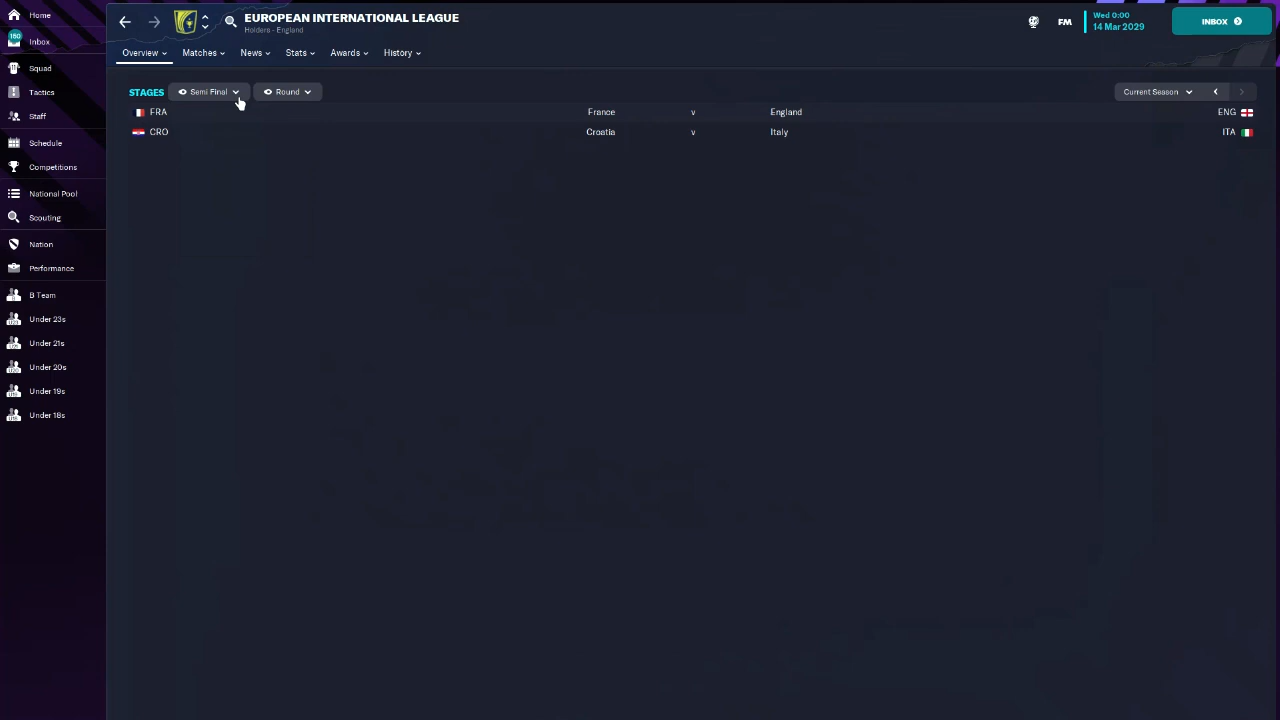 Home
150
Inbox
Squad
Tactics
Staff
Schedule
Competitions
National Pool
Scouting
Nation
Performance
B Team
Under 23s
Under 21s
Under 20s
Under 19s
Under 18s
EUROPEAN INTERNATIONAL LEAGUE
Holders - England
FM
Wed 0:00
14 Mar 2029
INBOX
Overview Matches News Stats Awards History
STAGES Semi Final Round Current Season
FRA France v England ENG
CRO Croatia v Italy ITA